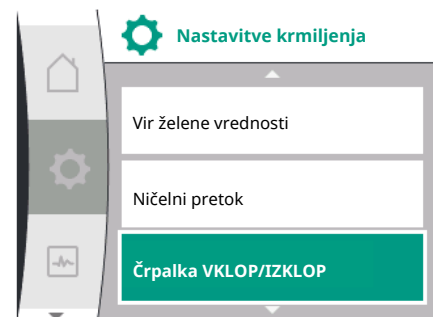 Nastavitve krmiljenja
Vir želene vrednosti
Ničelni pretok
Črpalka VKLOP/IZKLOP